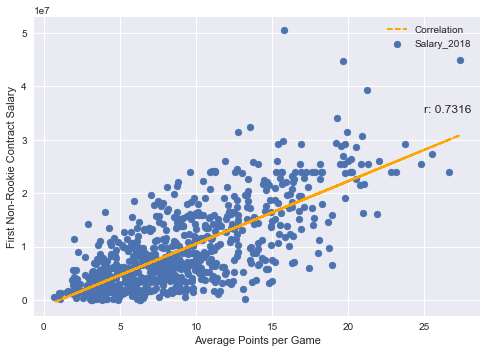 1e7
Correlation
Salary_2018
r: 0.7316
5
4
3
2
1
0
First Non-Rookie Contract Salary
0 5 10 15 20 25
Average Points per Game